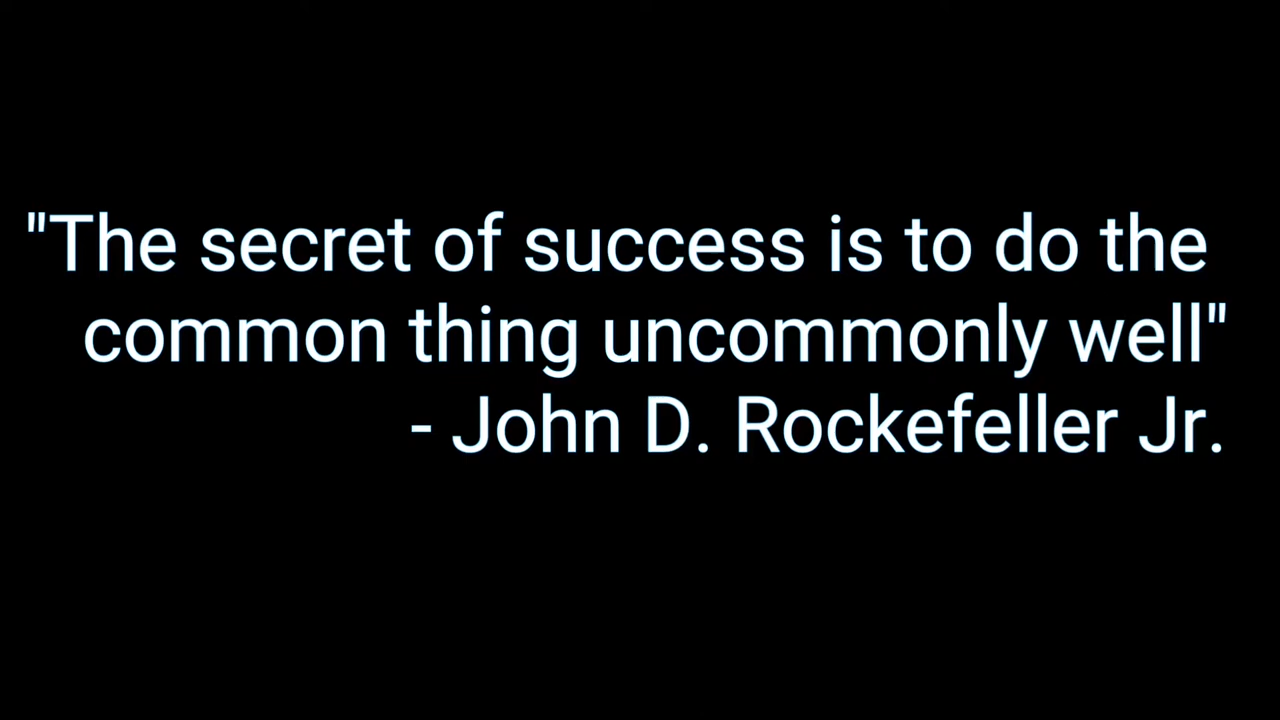 "The secret of success is to do the
common thing uncommonly well"
- John D. Rockefeller Jr.